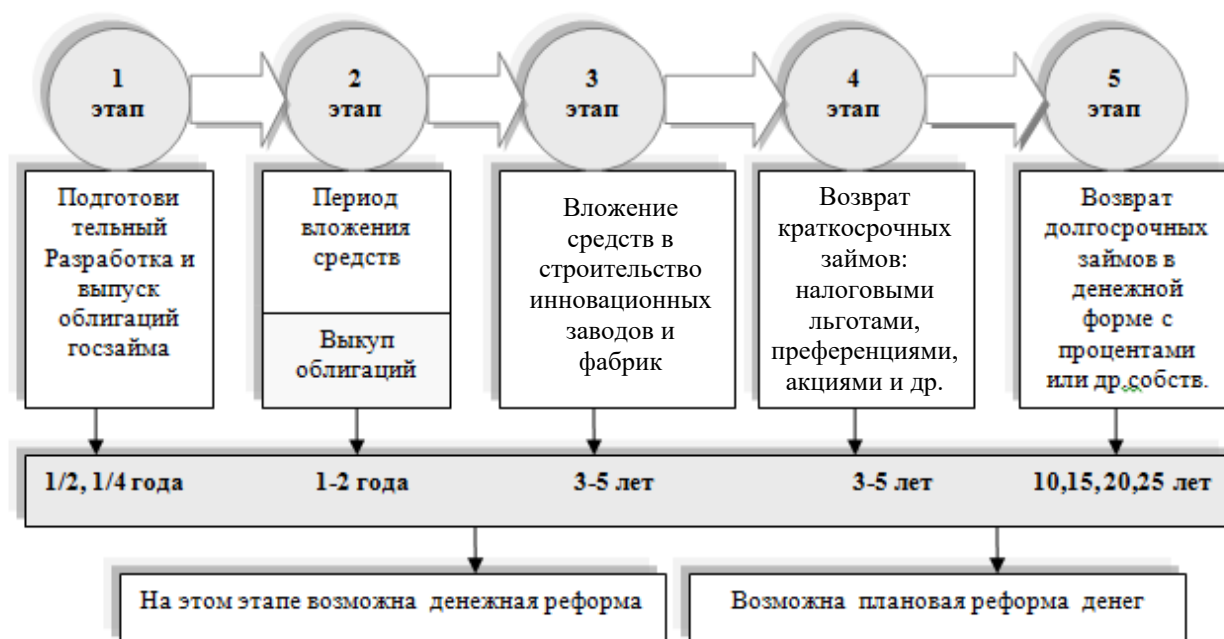 1
этап
2
этап
3
этап
4
этап
5
этап
Подготови
тельный
Разработка и
выпуск
облигаций
госзайма
Период
вложения
средств
Выкуп
облигаций
Вложение
средств в
строительство
инновационных
заводов и
фабрик
Возврат
краткосрочных
займов:
налоговыми
льготами,
преференциями,
акциями и др.
Возврат
долгосрочных
займов в
денежной
форме с
процентами
или др.собств.
1/2, 1/4 года
1-2 года
3-5 лет
3-5 лет
10,15,20,25 лет
На этом этапе возможна денежная реформа
Возможна плановая реформа денег